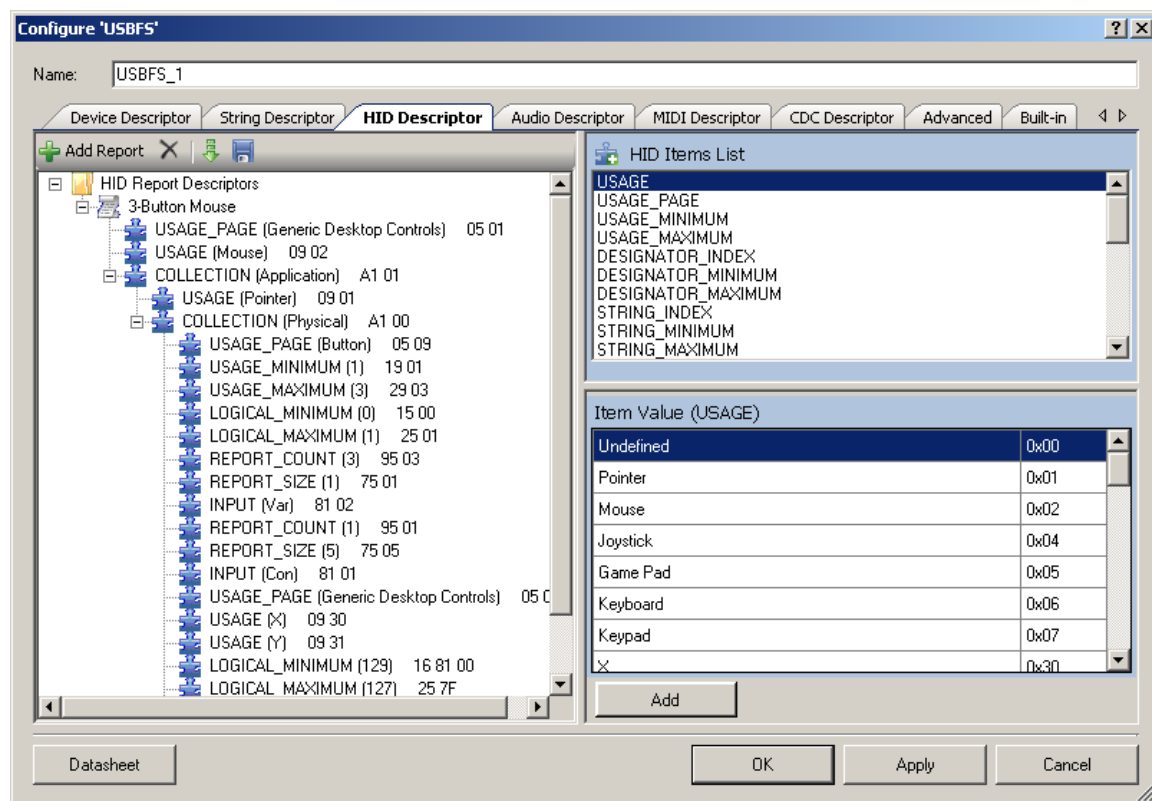 Configure 'USBFS'
Name: USBFS_1
Device Descriptor String Descriptor HID Descriptor Audio Descriptor MIDI Descriptor CDC Descriptor Advanced Built-in
Add Report
HID Report Descriptors
3-Button Mouse
USAGE_PAGE (Generic Desktop Controls) 05 01
USAGE (Mouse) 09 02
COLLECTION (Application) A1 01
USAGE (Pointer) 09 01
COLLECTION (Physical) A1 00
USAGE_PAGE (Button) 05 09
USAGE_MINIMUM (1) 19 01
USAGE_MAXIMUM (3) 29 03
LOGICAL_MINIMUM (0) 15 00
LOGICAL_MAXIMUM (1) 25 01
REPORT_COUNT (3) 95 03
REPORT_SIZE (1) 75 01
INPUT (Var) 81 02
REPORT_COUNT (1) 95 01
REPORT_SIZE (5) 75 05
INPUT (Con) 81 01
USAGE_PAGE (Generic Desktop Controls) 05
USAGE (X) 09 30
USAGE (Y) 09 31
LOGICAL_MINIMUM (129) 16 81 00
LOGICAL_MAXIMUM (127) 25 7F
HID Items List
USAGE
USAGE_PAGE
USAGE_MINIMUM
USAGE_MAXIMUM
DESIGNATOR_INDEX
DESIGNATOR_MINIMUM
DESIGNATOR_MAXIMUM
STRING_INDEX
STRING_MINIMUM
STRING_MAXIMUM
Item Value (USAGE)
Undefined 0x00
Pointer 0x01
Mouse 0x02
Joystick 0x04
Game Pad 0x05
Keyboard 0x06
Keypad 0x07
X 0x30
Add
Datasheet OK Apply Cancel